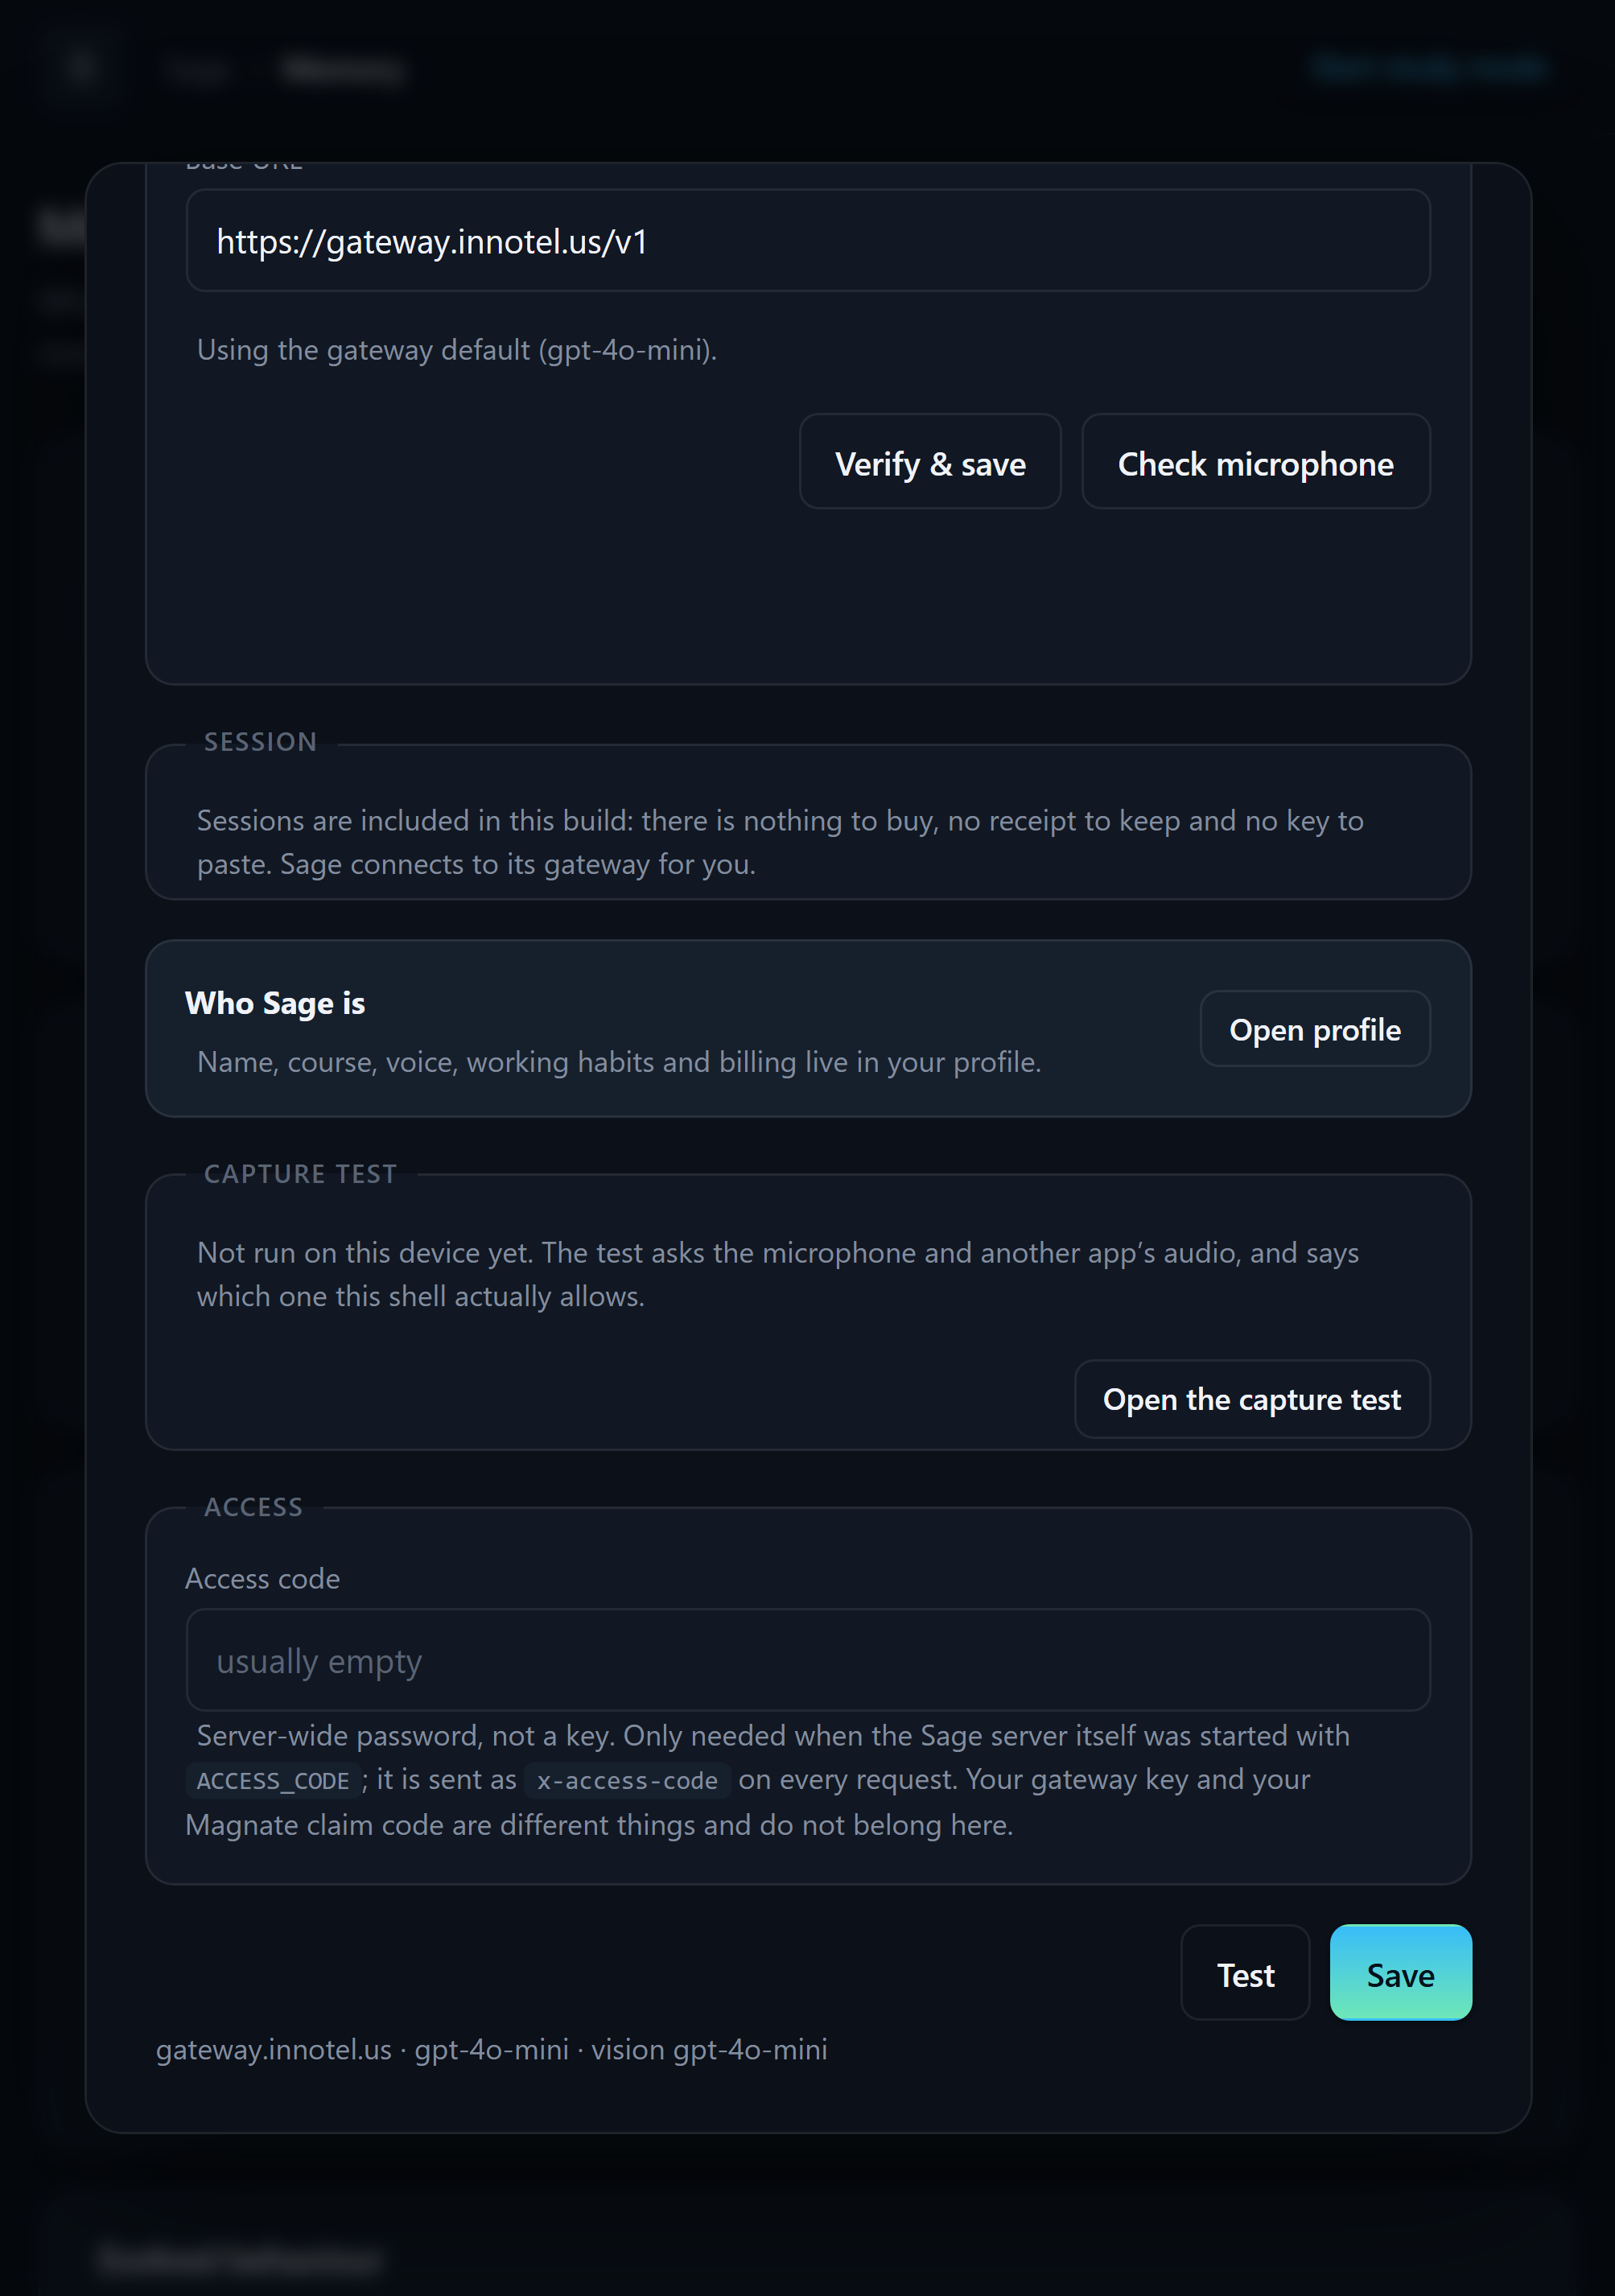 Memory
Base URL
https://gateway.innotel.us/v1
Using the gateway default (gpt-4o-mini).
Verify & save
Check microphone
SESSION
Sessions are included in this build: there is nothing to buy, no receipt to keep and no key to
paste. Sage connects to its gateway for you.
Who Sage is
Name, course, voice, working habits and billing live in your profile.
Open profile
CAPTURE TEST
Not run on this device yet. The test asks the microphone and another app’s audio, and says
which one this shell actually allows.
Open the capture test
ACCESS
Access code
usually empty
Server-wide password, not a key. Only needed when the Sage server itself was started with
ACCESS_CODE; it is sent as x-access-code on every request. Your gateway key and your
Magnate claim code are different things and do not belong here.
Test
Save
gateway.innotel.us · gpt-4o-mini · vision gpt-4o-mini